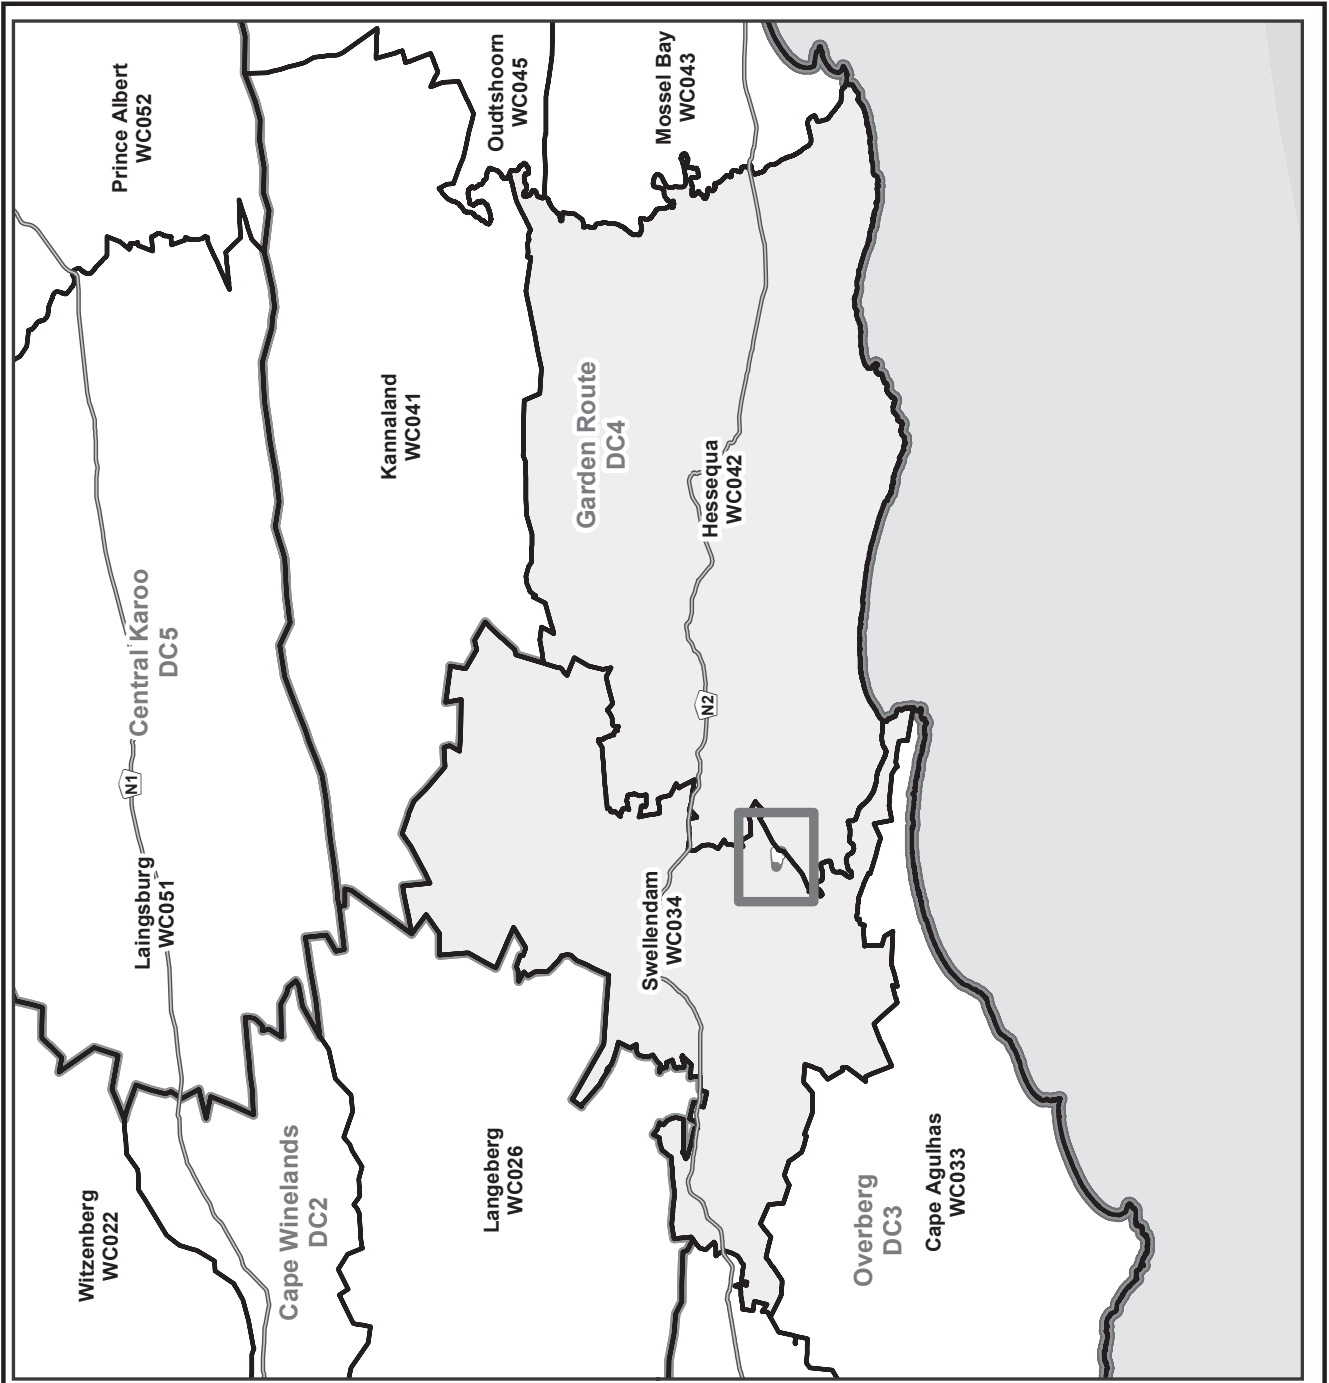 Witzenberg
WC022
Laingsburg
WC051
N1
Central Karoo
DC5
Prince Albert
WC052
Cape Winelands
DC2
Kannaland
WC041
Langeberg
WC026
Oudtshoorn
WC045
Garden Route
DC4
Swellendam
WC034
N2
Hessequa
WC042
Mossel Bay
WC043
Overberg
DC3
Cape Agulhas
WC033